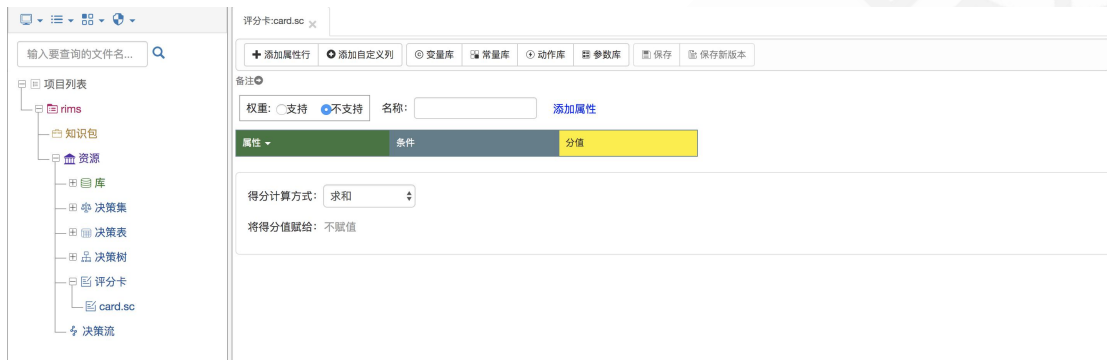 评分卡:card.sc
输入要查询的文件名...
添加属性行 添加自定义列 变量库 常量库 动作库 参数库 保存 保存新版本
备注
项目列表
权重: 支持 不支持 名称: 添加属性
rims
知识包
属性 条件 分值
资源
库
得分计算方式: 求和
决策集
将得分值赋给: 不赋值
决策表
决策树
评分卡
card.sc
决策流